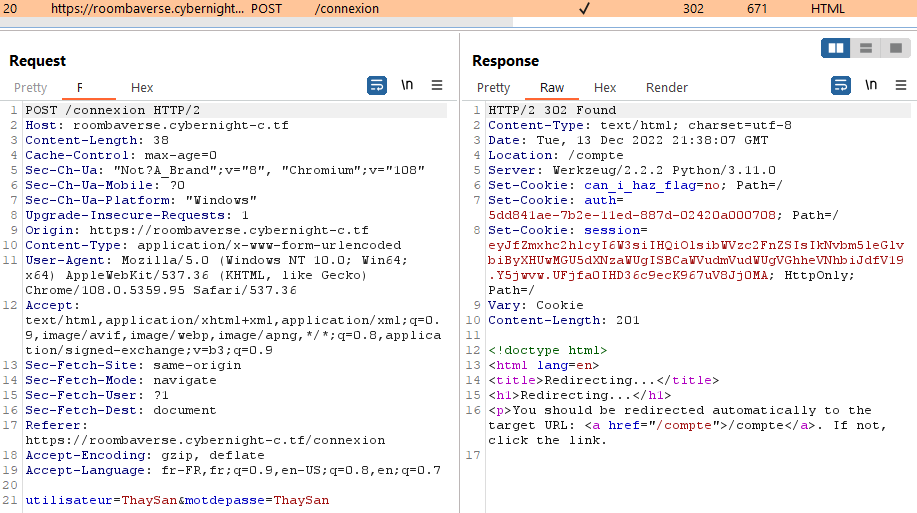 20 https://roombaverse.cybernight... POST /connexion ✓ 302 671 HTML
Request
Pretty R Hex \n
1 POST /connexion HTTP/2
2 Host: roombaverse.cybernight-c.tf
3 Content-Length: 38
4 Cache-Control: max-age=0
5 Sec-Ch-Ua: "Not?A_Brand";v="8", "Chromium";v="108"
6 Sec-Ch-Ua-Mobile: ?0
7 Sec-Ch-Ua-Platform: "Windows"
8 Upgrade-Insecure-Requests: 1
9 Origin: https://roombaverse.cybernight-c.tf
10 Content-Type: application/x-www-form-urlencoded
11 User-Agent: Mozilla/5.0 (Windows NT 10.0; Win64;
x64) AppleWebKit/537.36 (KHTML, like Gecko)
Chrome/108.0.5359.95 Safari/537.36
12 Accept:
text/html,application/xhtml+xml,application/xml;q=0.
9,image/avif,image/webp,image/apng,*/*;q=0.8,applica
tion/signed-exchange;v=b3;q=0.9
13 Sec-Fetch-Site: same-origin
14 Sec-Fetch-Mode: navigate
15 Sec-Fetch-User: ?1
16 Sec-Fetch-Dest: document
17 Referer:
https://roombaverse.cybernight-c.tf/connexion
18 Accept-Encoding: gzip, deflate
19 Accept-Language: fr-FR,fr;q=0.9,en-US;q=0.8,en;q=0.7
20
21 utilisateur=ThaySan&motdepasse=ThaySan
Response
Pretty Raw Hex Render \n
1 HTTP/2 302 Found
2 Content-Type: text/html; charset=utf-8
3 Date: Tue, 13 Dec 2022 21:38:07 GMT
4 Location: /compte
5 Server: Werkzeug/2.2.2 Python/3.11.0
6 Set-Cookie: can_i_haz_flag=no; Path=/
7 Set-Cookie: auth=
5dd841ae-7b2e-11ed-887d-02420a000708; Path=/
8 Set-Cookie: session=
eyJfZmxhc2hlcyI6W3siIHQiOlsibWVzc2FnZSIsIkNvbm5leGlv
biByXHUwMGU5dXNzaWUgISBCaWVudmVudWUgVGhheVNhbiJdfV19
.Y5jwvw.UFjfa0IHD36c9ecK967uV8Jj0MA; HttpOnly;
Path=/
9 Vary: Cookie
10 Content-Length: 201
11
12 <!doctype html>
13 <html lang=en>
14 <title>Redirecting...</title>
15 <h1>Redirecting...</h1>
16 <p>You should be redirected automatically to the
target URL: <a href="/compte">/compte</a>. If not,
click the link.
17